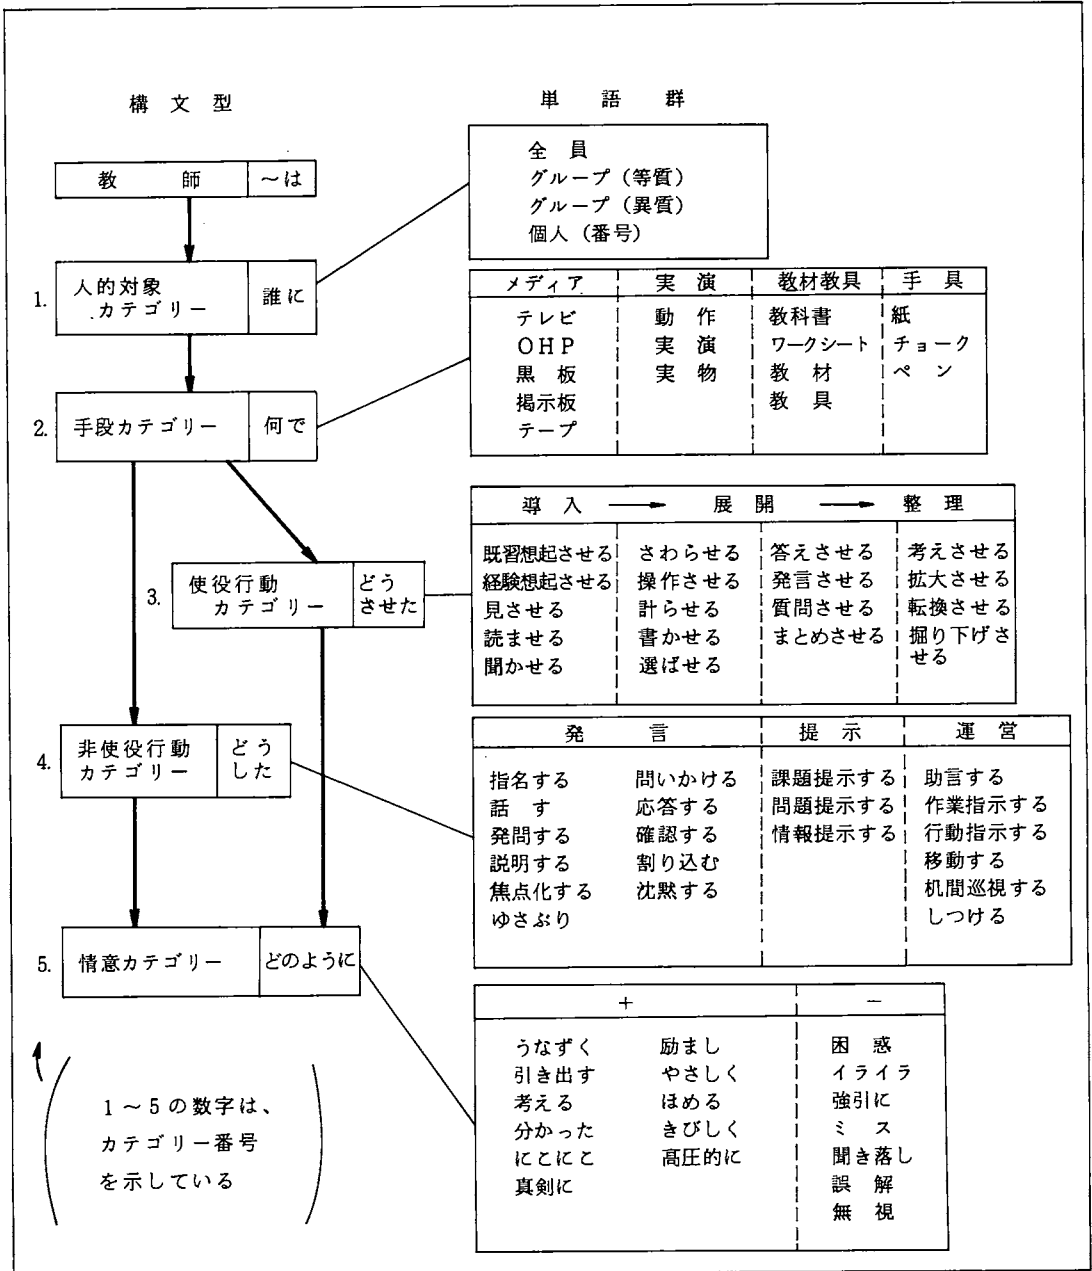 構文型
単語群
教師 ～は
1. 人的対象カテゴリー 誰に
2. 手段カテゴリー 何で
3. 使役行動カテゴリー どうさせた
4. 非使役行動カテゴリー どうした
5. 情意カテゴリー どのように
1～5の数字は、
カテゴリー番号
を示している
全員
グループ（等質）
グループ（異質）
個人（番号）
メディア 実演 教材教具 手具
テレビ 動作 教科書 紙
OHP 実演 ワークシート チョーク
黒板 実物 教材 ペン
掲示板 教具
テープ
導入 → 展開 → 整理
既習想起させる さわらせる 答えさせる 考えさせる
経験想起させる 操作させる 発言させる 拡大させる
見させる 計らせる 質問させる 転換させる
読ませる 書かせる まとめさせる 掘り下げさせる
聞かせる 選ばせる
発言 提示 運営
指名する 問いかける 課題提示する 助言する
話す 応答する 問題提示する 作業指示する
発問する 確認する 情報提示する 行動指示する
説明する 割り込む 移動する
焦点化する 沈黙する 机間巡視する
ゆさぶり しつける
＋ －
うなずく 励まし 困惑
引き出す やさしく イライラ
考える ほめる 強引に
分かった きびしく ミス
にこにこ 高圧的に 聞き落し
真剣に 誤解
無視